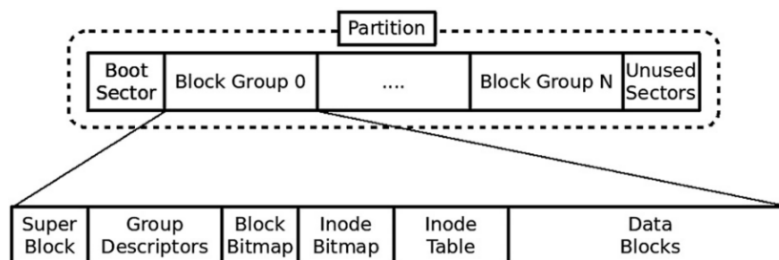 Partition
Boot
Sector
Block Group 0
....
Block Group N
Unused
Sectors
Super
Block
Group
Descriptors
Block
Bitmap
Inode
Bitmap
Inode
Table
Data
Blocks